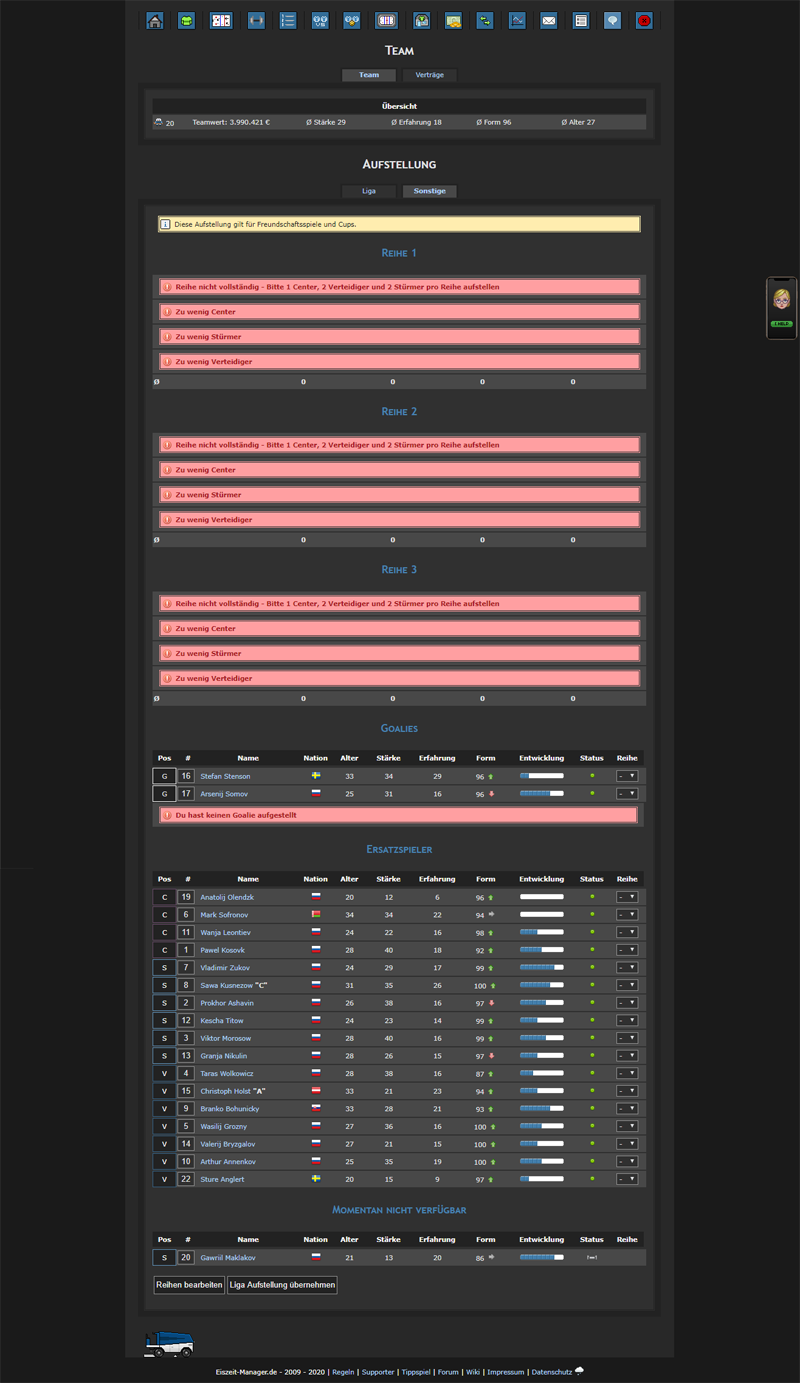 Team
Team Verträge
Übersicht
20 Teamwert: 3.990.421 € Ø Stärke 29 Ø Erfahrung 18 Ø Form 96 Ø Alter 27
Aufstellung
Liga Sonstige
Diese Aufstellung gilt für Freundschaftsspiele und Cups.
Reihe 1
Reihe nicht vollständig - Bitte 1 Center, 2 Verteidiger und 2 Stürmer pro Reihe aufstellen
Zu wenig Center
Zu wenig Stürmer
Zu wenig Verteidiger
Ø 0 0 0 0
Reihe 2
Reihe nicht vollständig - Bitte 1 Center, 2 Verteidiger und 2 Stürmer pro Reihe aufstellen
Zu wenig Center
Zu wenig Stürmer
Zu wenig Verteidiger
Ø 0 0 0 0
Reihe 3
Reihe nicht vollständig - Bitte 1 Center, 2 Verteidiger und 2 Stürmer pro Reihe aufstellen
Zu wenig Center
Zu wenig Stürmer
Zu wenig Verteidiger
Ø 0 0 0 0
Goalies
Pos # Name Nation Alter Stärke Erfahrung Form Entwicklung Status Reihe
G 16 Stefan Stenson 33 34 29 96 -
G 17 Arsenij Somov 25 31 16 96 -
Du hast keinen Goalie aufgestellt
Ersatzspieler
Pos # Name Nation Alter Stärke Erfahrung Form Entwicklung Status Reihe
C 19 Anatolij Olendzk 20 12 6 96 -
C 6 Mark Sofronov 34 34 22 94 -
C 11 Wanja Leontiev 24 22 16 98 -
C 1 Pawel Kosovk 28 40 18 92 -
S 7 Vladimir Zukov 24 29 17 99 -
S 8 Sawa Kusnezow "C" 31 35 26 100 -
S 2 Prokhor Ashavin 26 38 16 97 -
S 12 Kescha Titow 24 23 14 99 -
S 3 Viktor Morosow 28 40 16 99 -
S 13 Granja Nikulin 28 26 15 97 -
V 4 Taras Wolkowicz 28 38 16 87 -
V 15 Christoph Holst "A" 33 21 23 94 -
V 9 Branko Bohunicky 33 28 21 93 -
V 5 Wasilij Grozny 27 36 16 100 -
V 14 Valerij Bryzgalov 27 21 15 100 -
V 10 Arthur Annenkov 25 35 19 100 -
V 22 Sture Anglert 20 15 9 97 -
Momentan nicht verfügbar
Pos # Name Nation Alter Stärke Erfahrung Form Entwicklung Status Reihe
S 20 Gawriil Maklakov 21 13 20 86
Reihen bearbeiten Liga Aufstellung übernehmen
Eiszeit-Manager.de - 2009 - 2020 | Regeln | Supporter | Tippspiel | Forum | Wiki | Impressum | Datenschutz